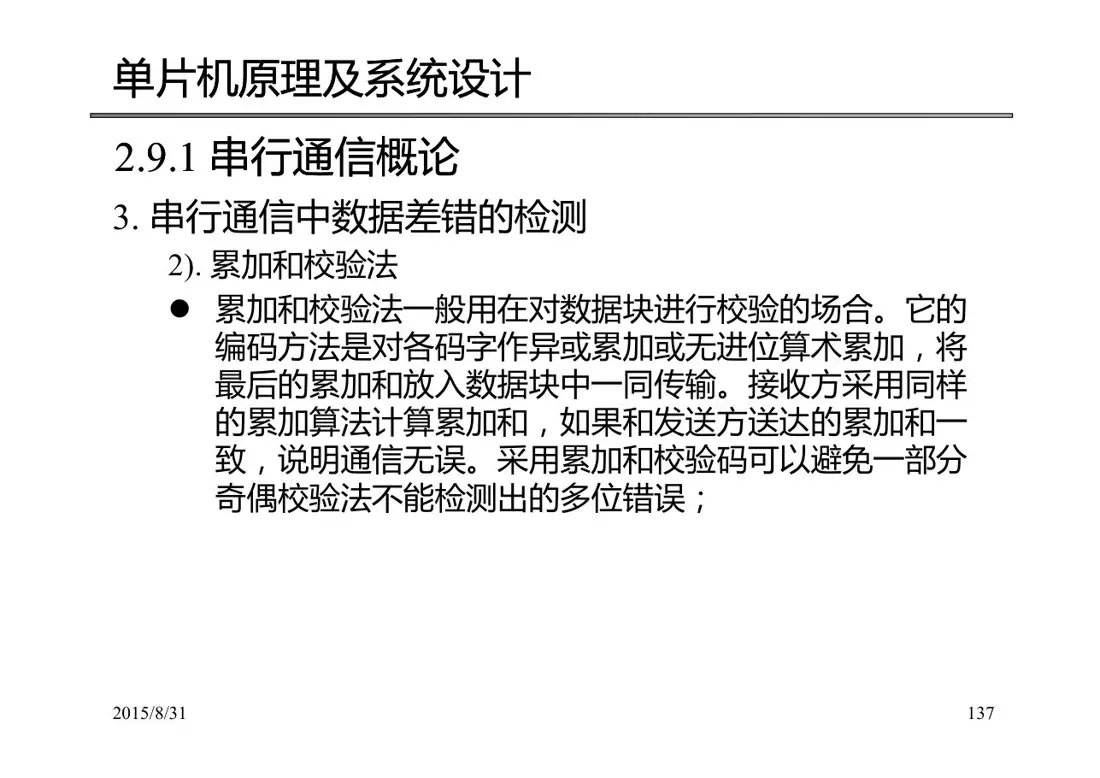 单片机原理及系统设计
2.9.1 串行通信概论
3. 串行通信中数据差错的检测
2). 累加和校验法
● 累加和校验法一般用在对数据块进行校验的场合。它的
编码方法是对各码字作异或累加或无进位算术累加，将
最后的累加和放入数据块中一同传输。接收方采用同样
的累加算法计算累加和，如果和发送方送达的累加和一
致，说明通信无误。采用累加和校验码可以避免一部分
奇偶校验法不能检测出的多位错误；
2015/8/31
137